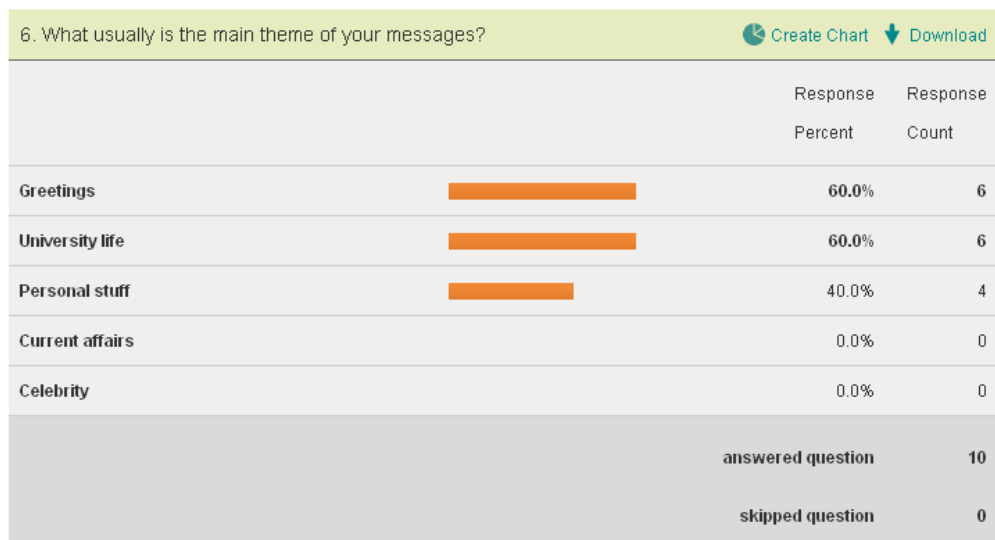 6. What usually is the main theme of your messages? Create Chart Download
Response Response
Percent Count
Greetings 60.0% 6
University life 60.0% 6
Personal stuff 40.0% 4
Current affairs 0.0% 0
Celebrity 0.0% 0
answered question 10
skipped question 0